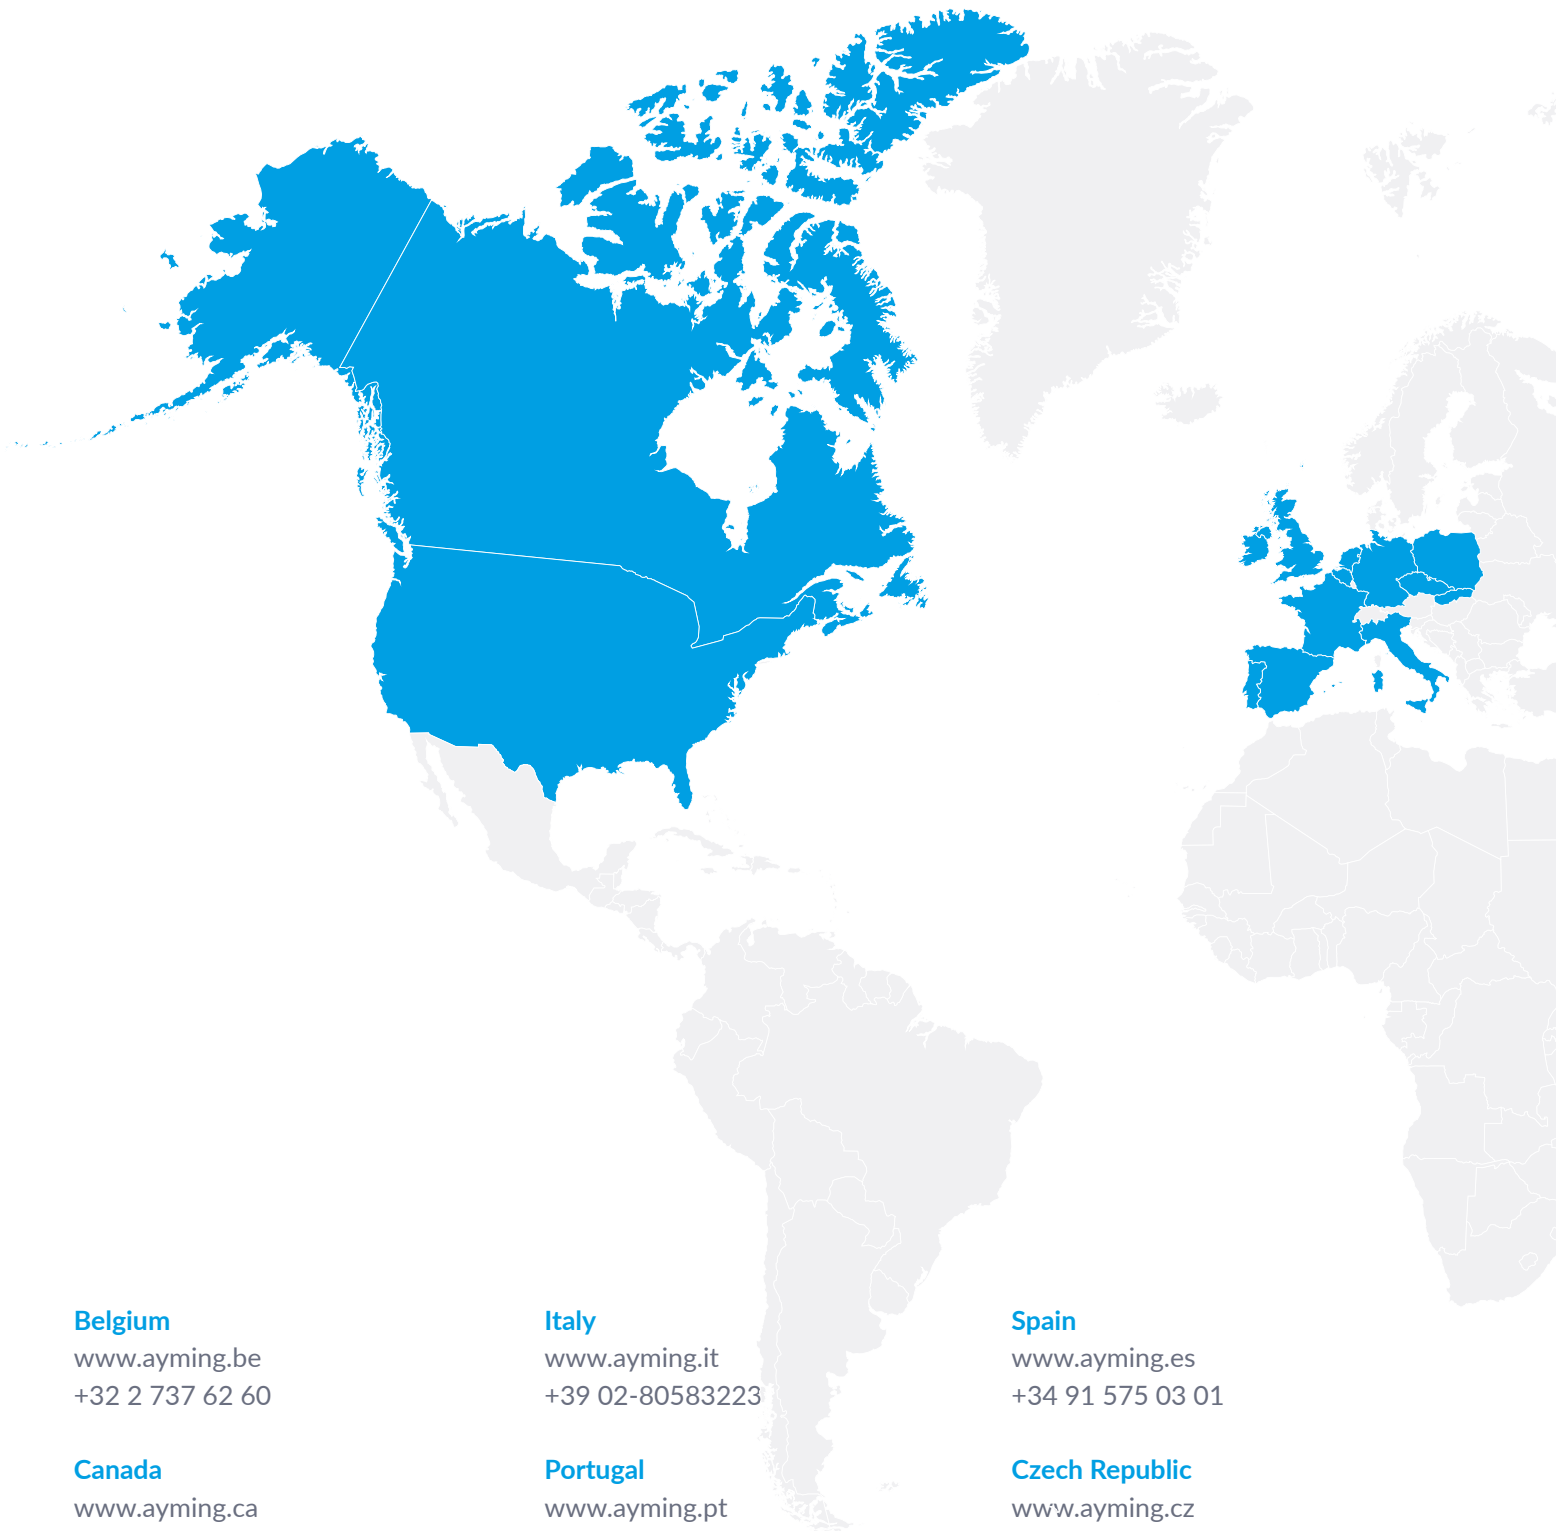 Belgium
www.ayming.be
+32 2 737 62 60
Canada
www.ayming.ca
Italy
www.ayming.it
+39 02-80583223
Portugal
www.ayming.pt
Spain
www.ayming.es
+34 91 575 03 01
Czech Republic
www.ayming.cz